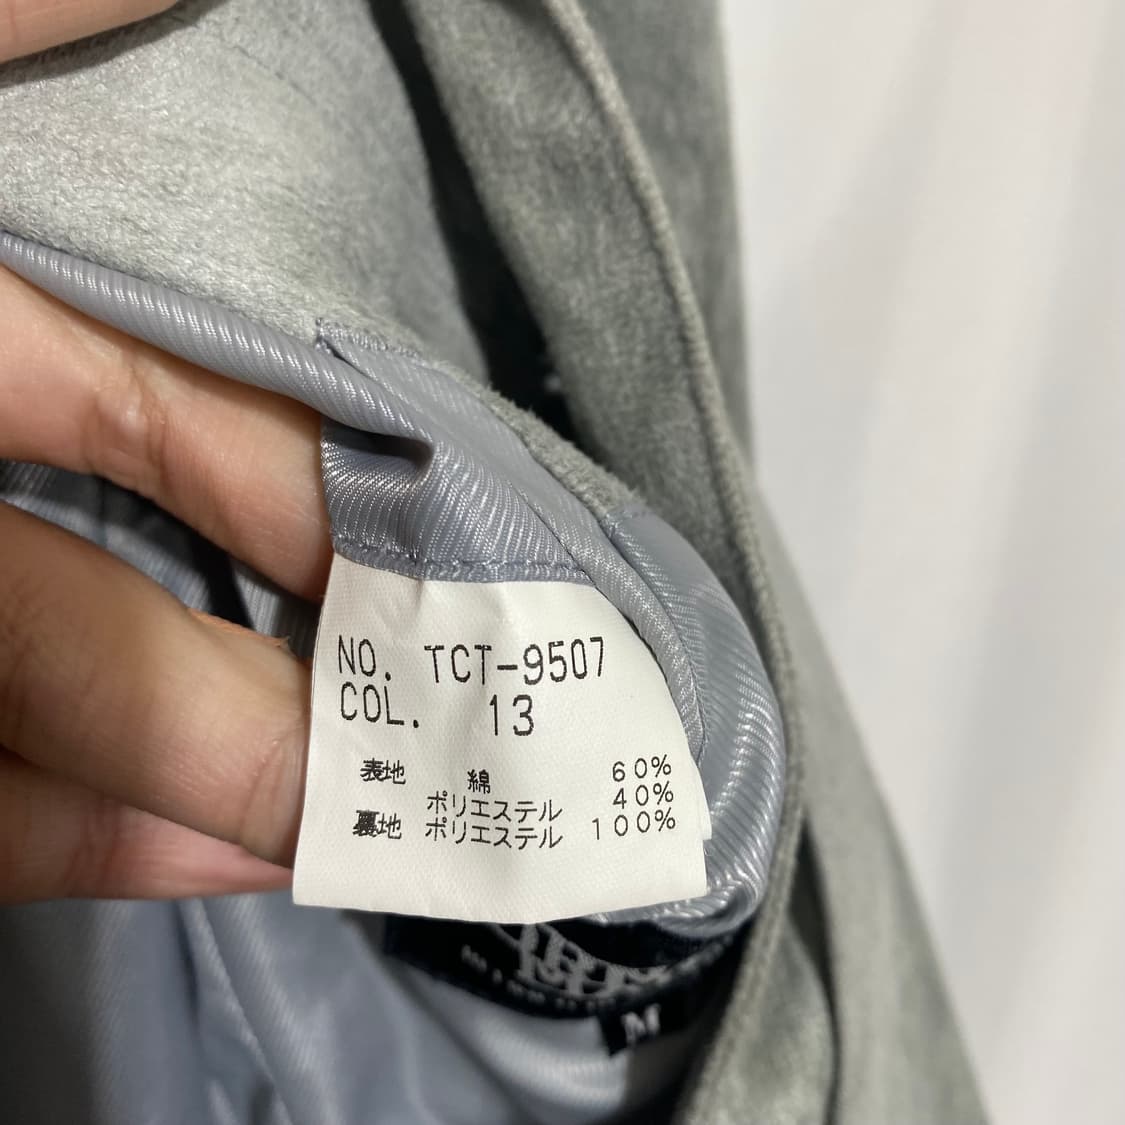 NO. TCT-9507
COL. 13
表地 綿 60%
ポリエステル 40%
裏地 ポリエステル 100%
M